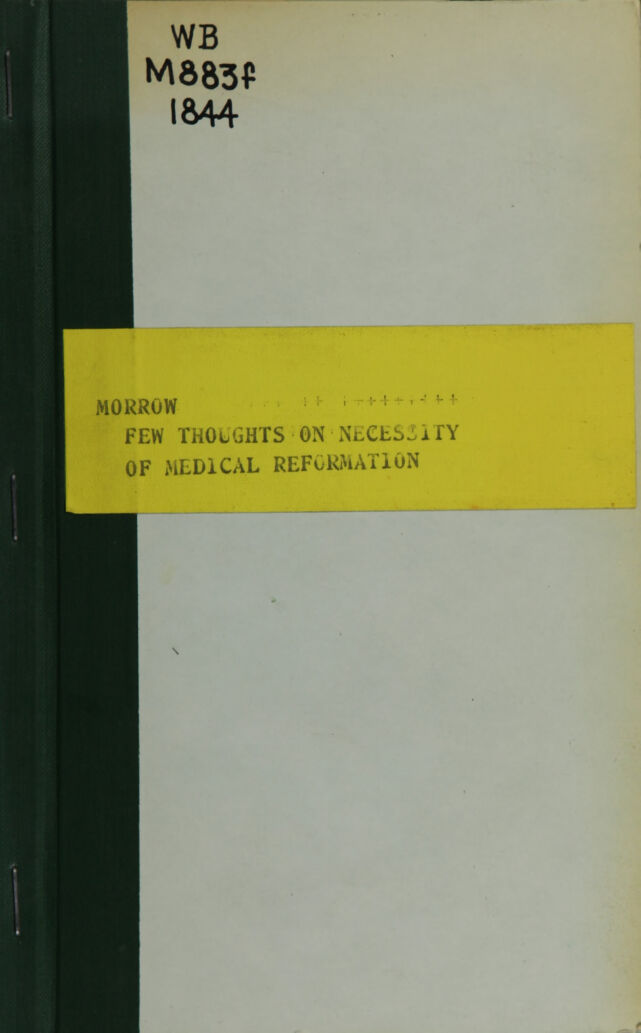 WB
M883f
1844
MORROW
FEW THOUGHTS ON NECESSITY
OF MEDICAL REFORMATION